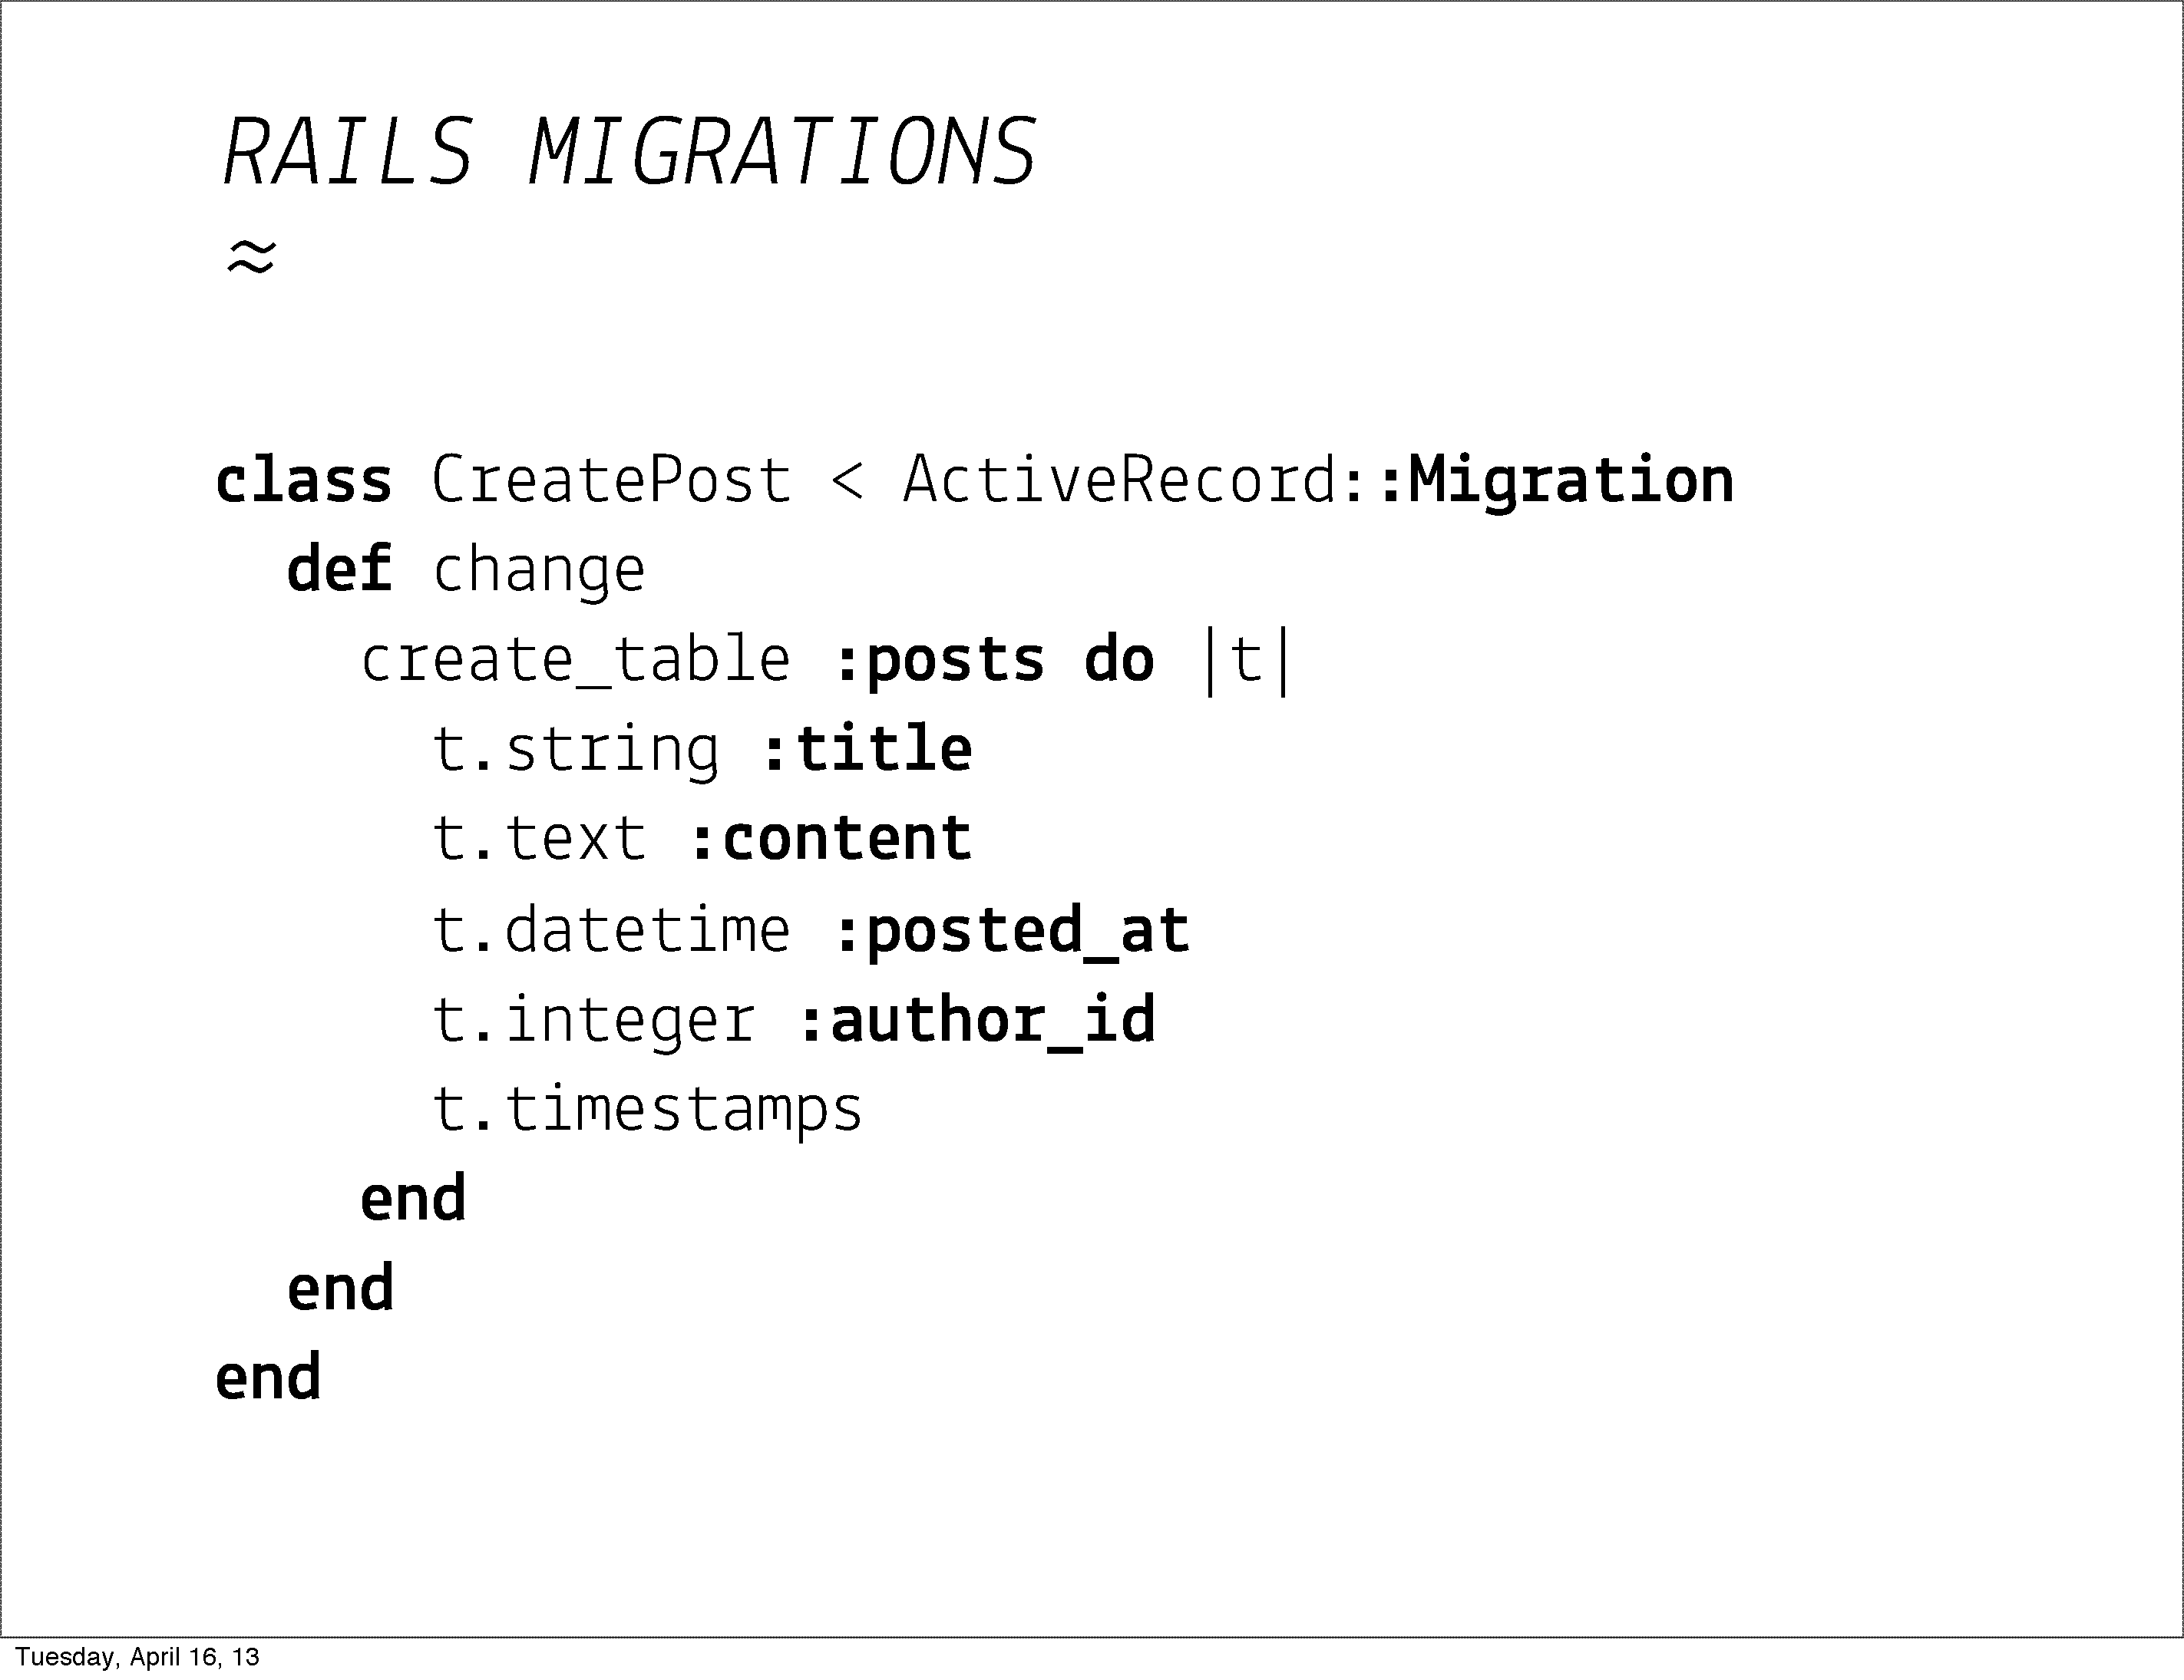 RAILS MIGRATIONS
≈
class CreatePost < ActiveRecord::Migration
  def change
    create_table :posts do |t|
      t.string :title
      t.text :content
      t.datetime :posted_at
      t.integer :author_id
      t.timestamps
    end
  end
end
Tuesday, April 16, 13